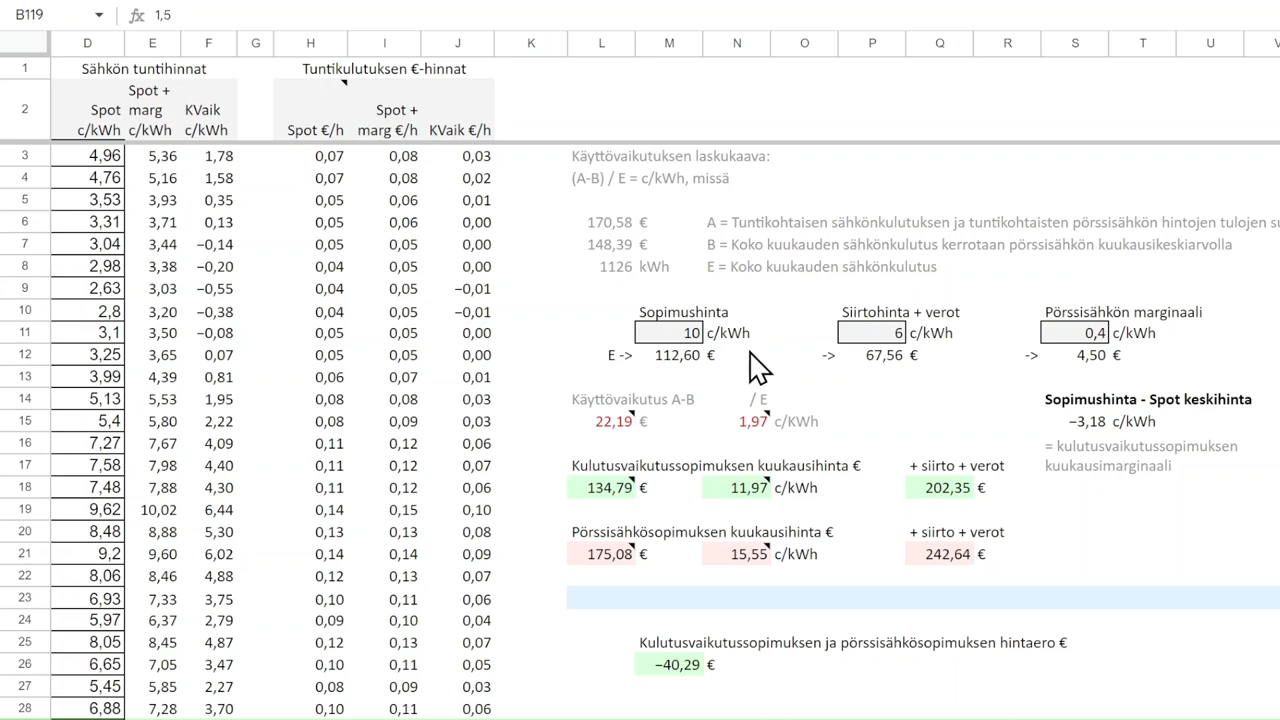 B119 fx 1,5
D E F G H I J K L M N O P Q R S T U V
1 Sähkön tuntihinnat Tuntikulutuksen €-hinnat
2 Spot c/kWh Spot + marg c/kWh KVaik c/kWh Spot €/h Spot + marg €/h KVaik €/h
3 4,96 5,36 1,78 0,07 0,08 0,03 Käyttövaikutuksen laskukaava:
4 4,76 5,16 1,58 0,07 0,08 0,02 (A-B) / E = c/kWh, missä
5 3,53 3,93 0,35 0,05 0,06 0,01
6 3,31 3,71 0,13 0,05 0,06 0,00 170,58 € A = Tuntikohtaisen sähkönkulutuksen ja tuntikohtaisten pörssisähkön hintojen tulojen su
7 3,04 3,44 −0,14 0,05 0,05 0,00 148,39 € B = Koko kuukauden sähkönkulutus kerrotaan pörssisähkön kuukausikeskiarvolla
8 2,98 3,38 −0,20 0,04 0,05 0,00 1126 kWh E = Koko kuukauden sähkönkulutus
9 2,63 3,03 −0,55 0,04 0,05 −0,01
10 2,8 3,20 −0,38 0,04 0,05 −0,01 Sopimushinta Siirtohinta + verot Pörssisähkön marginaali
11 3,1 3,50 −0,08 0,05 0,05 0,00 10 c/kWh 6 c/kWh 0,4 c/kWh
12 3,25 3,65 0,07 0,05 0,05 0,00 E -> 112,60 € -> 67,56 € -> 4,50 €
13 3,99 4,39 0,81 0,06 0,07 0,01
14 5,13 5,53 1,95 0,08 0,08 0,03 Käyttövaikutus A-B / E Sopimushinta - Spot keskihinta
15 5,4 5,80 2,22 0,08 0,09 0,03 22,19 € 1,97 c/KWh −3,18 c/kWh
16 7,27 7,67 4,09 0,11 0,12 0,06 = kulutusvaikutussopimuksen
17 7,58 7,98 4,40 0,11 0,12 0,07 Kulutusvaikutussopimuksen kuukausihinta € + siirto + verot kuukausimarginaali
18 7,48 7,88 4,30 0,11 0,12 0,06 134,79 € 11,97 c/kWh 202,35 €
19 9,62 10,02 6,44 0,14 0,15 0,10
20 8,48 8,88 5,30 0,13 0,13 0,08 Pörssisähkösopimuksen kuukausihinta € + siirto + verot
21 9,2 9,60 6,02 0,14 0,14 0,09 175,08 € 15,55 c/kWh 242,64 €
22 8,06 8,46 4,88 0,12 0,13 0,07
23 6,93 7,33 3,75 0,10 0,11 0,06
24 5,97 6,37 2,79 0,09 0,10 0,04
25 8,05 8,45 4,87 0,12 0,13 0,07 Kulutusvaikutussopimuksen ja pörssisähkösopimuksen hintaero €
26 6,65 7,05 3,47 0,10 0,11 0,05 −40,29 €
27 5,45 5,85 2,27 0,08 0,09 0,03
28 6,88 7,28 3,70 0,10 0,11 0,06